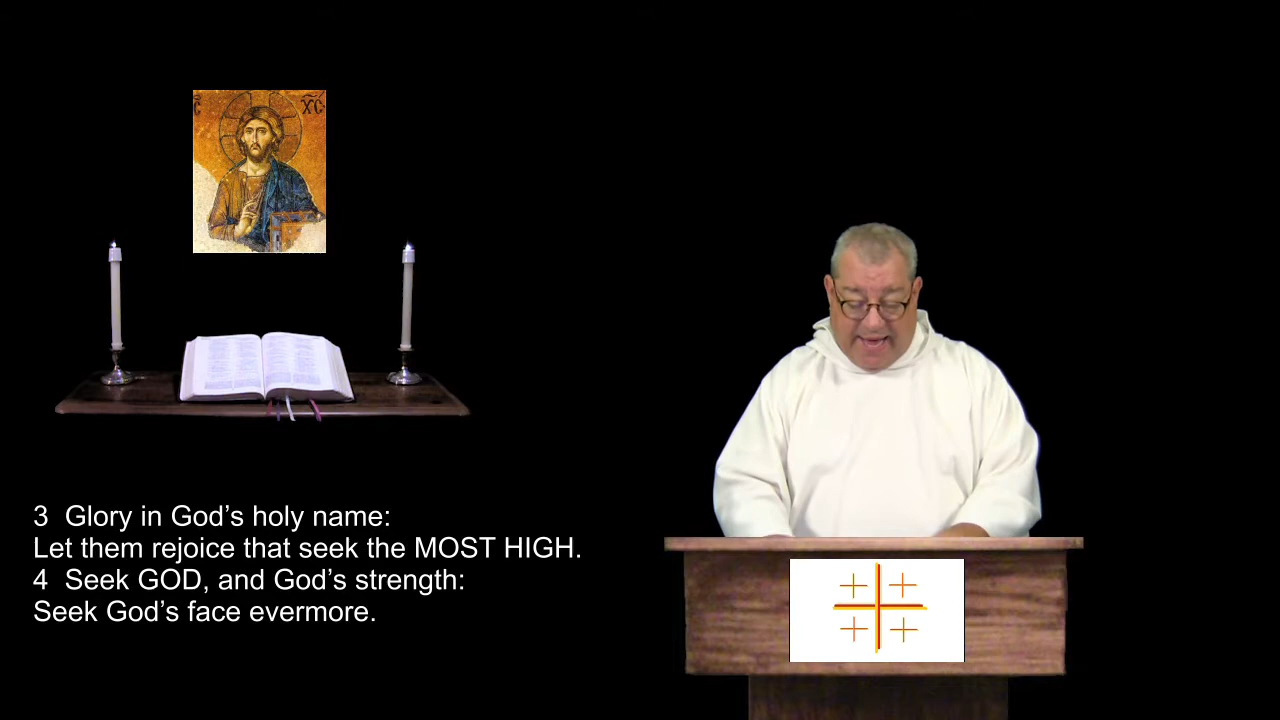 XC
3 Glory in God’s holy name:
Let them rejoice that seek the MOST HIGH.
4 Seek GOD, and God’s strength:
Seek God’s face evermore.